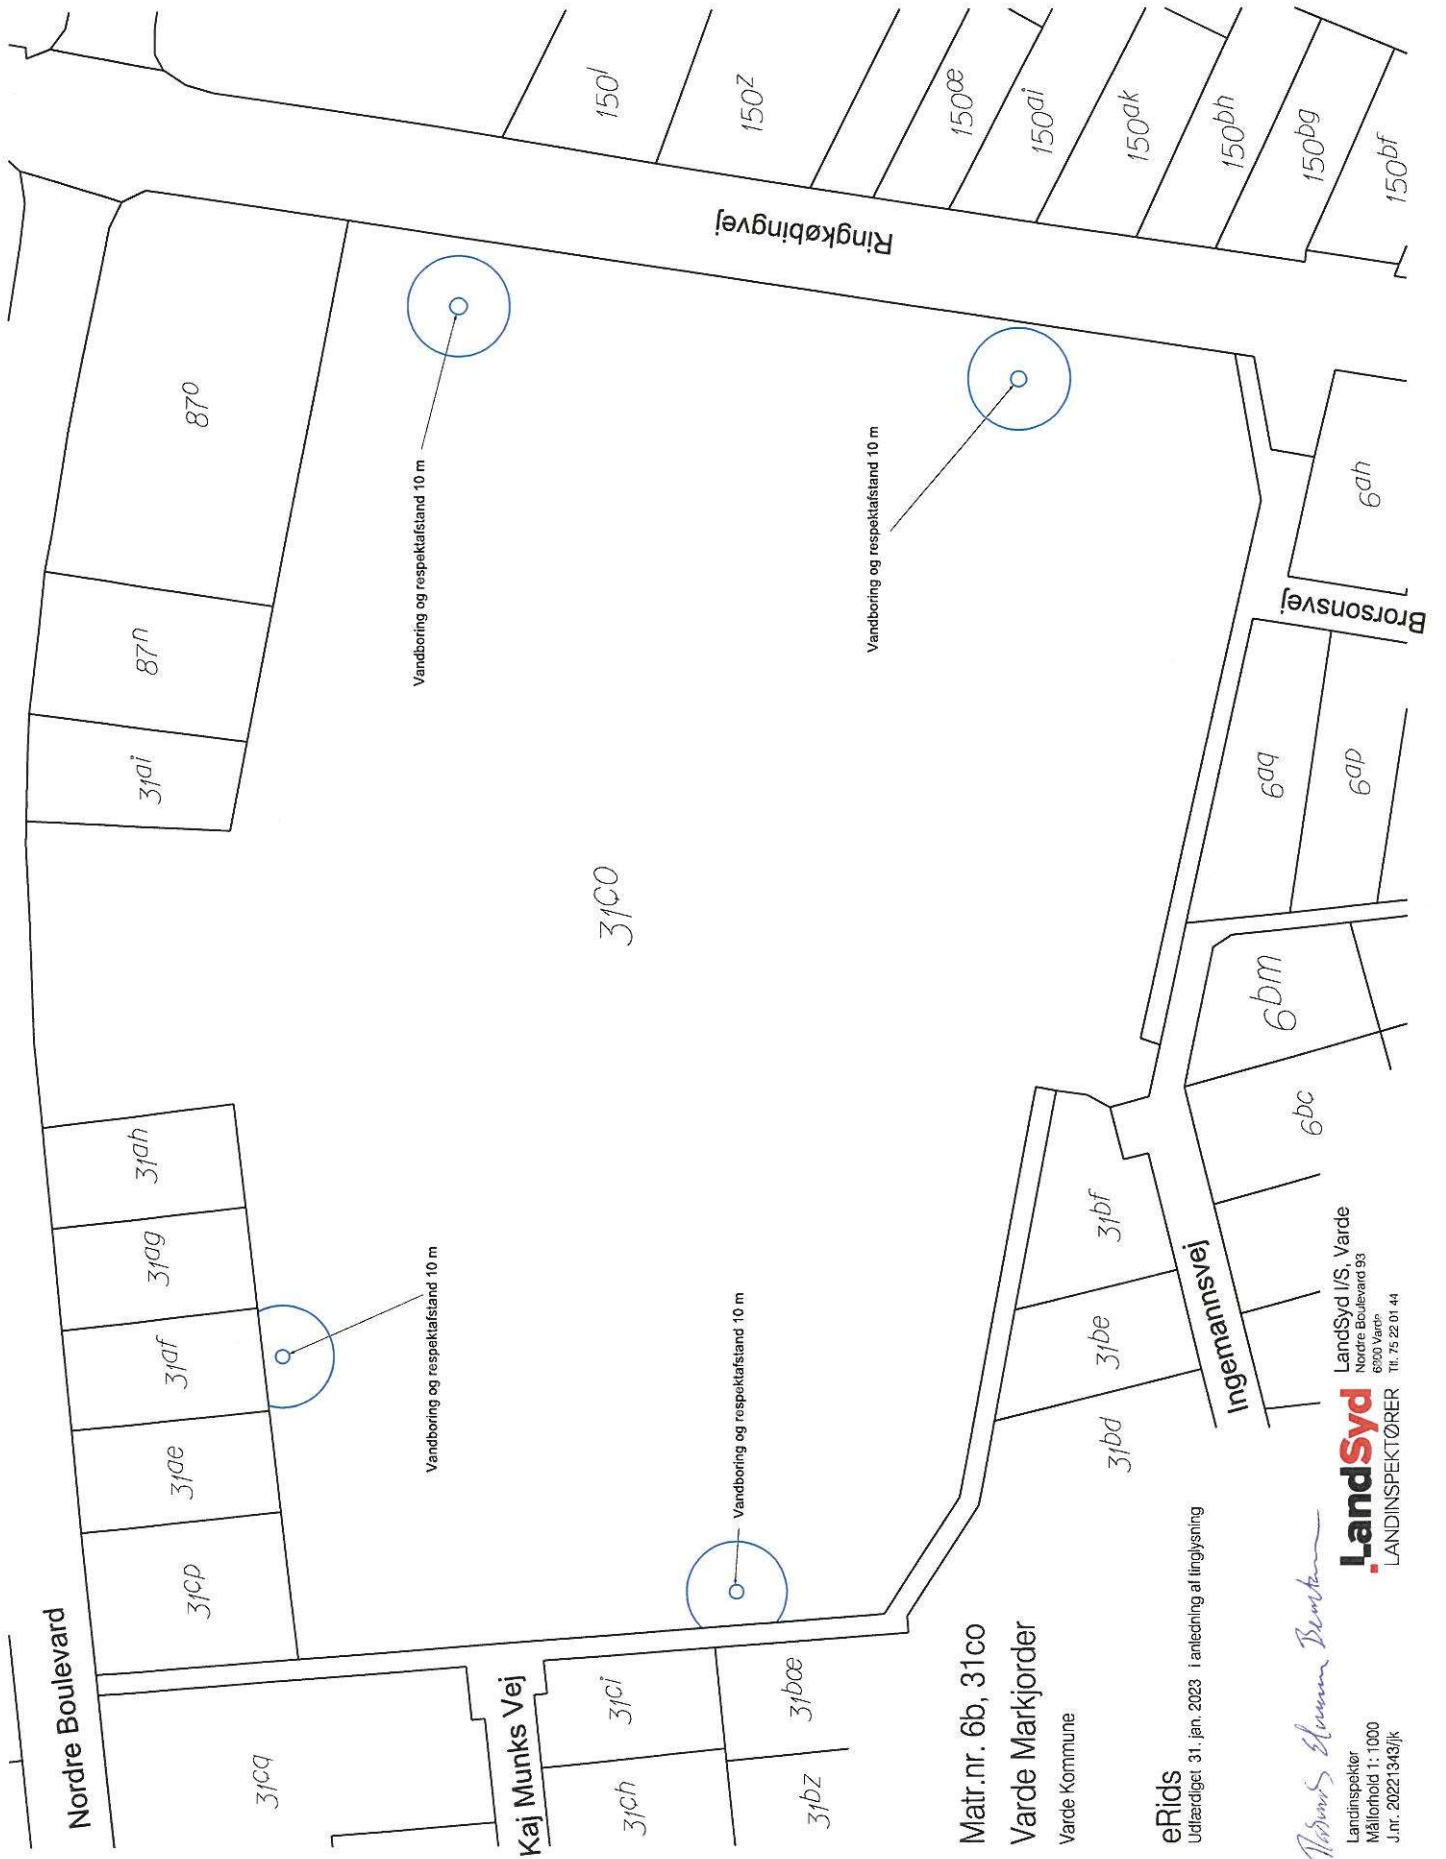 Nordre Boulevard
31cq
31cp
31ae
31af
31ag
31ah
31ai
87n
87o
150l
150z
150æ
150ai
150ak
150bh
150bg
150bf
Ringkøbingvej
Vandboring og respektafstand 10 m
Vandboring og respektafstand 10 m
Vandboring og respektafstand 10 m
Vandboring og respektafstand 10 m
31co
Kaj Munks Vej
31ci
31ch
31bæ
31bz
31bd
31be
31bf
Ingemannsvej
6bc
6bm
6aq
6ap
Brorsonsvej
6ah
Matr.nr. 6b, 31co
Varde Markjorder
Varde Kommune
eRids
Udfærdiget 31. jan. 2023 i anledning af tinglysning
Landinspektør
Målforhold 1: 1000
J.nr. 20221343/jk
LandSyd
LANDINSPEKTØRER
LandSyd I/S, Varde
Nordre Boulevard 93
6800 Varde
Tlf. 75 22 01 44